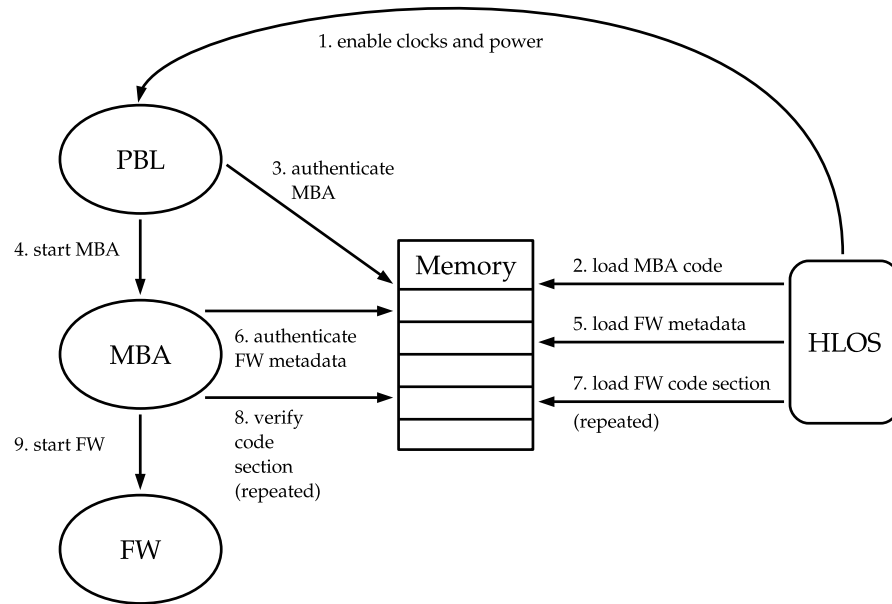 1. enable clocks and power
PBL
3. authenticate
MBA
4. start MBA
Memory
2. load MBA code
MBA
6. authenticate
FW metadata
5. load FW metadata
HLOS
7. load FW code section
(repeated)
8. verify
code
section
(repeated)
9. start FW
FW